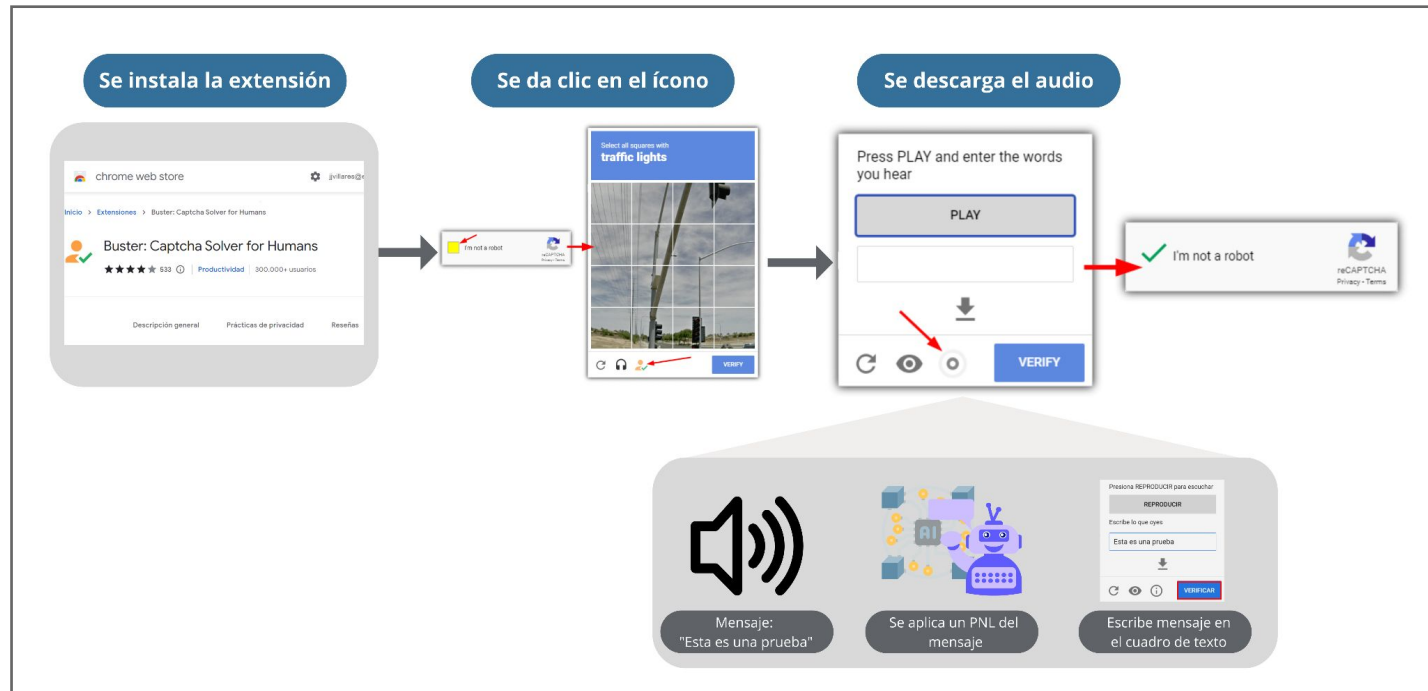 Se instala la extensión
Se da clic en el ícono
Se descarga el audio
chrome web store
Inicio > Extensiones > Buster: Captcha Solver for Humans
Buster: Captcha Solver for Humans
533
Productividad
300.000+ usuarios
Descripción general
Prácticas de privacidad
Reseñas
I'm not a robot
reCAPTCHA
Privacy - Terms
Select all squares with
traffic lights
VERIFY
Press PLAY and enter the words
you hear
PLAY
VERIFY
I'm not a robot
reCAPTCHA
Privacy - Terms
Mensaje:
"Esta es una prueba"
AI
Se aplica un PNL del
mensaje
Presiona REPRODUCIR para escuchar
REPRODUCIR
Escribe lo que oyes
Esta es una prueba
VERIFICAR
Escribe mensaje en
el cuadro de texto